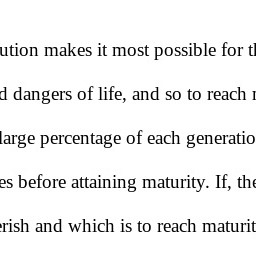 ution makes it most possible for th
d dangers of life, and so to reach
large percentage of each generatio
es before attaining maturity. If, the
erish and which is to reach maturit